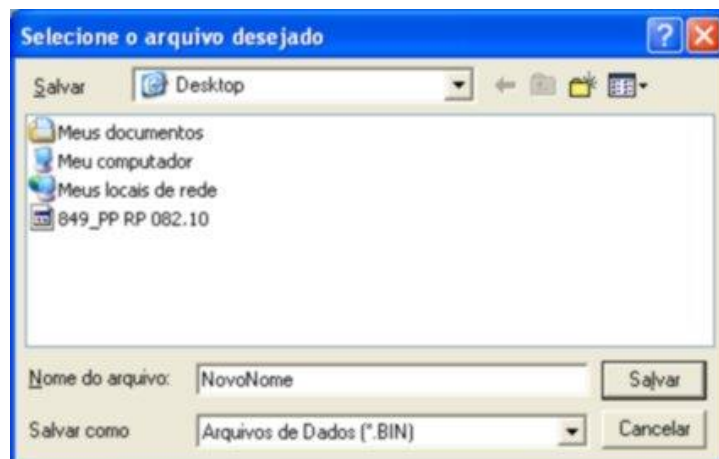 Selecione o arquivo desejado
Salvar Desktop
Meus documentos
Meu computador
Meus locais de rede
849_PP RP 082.10
Nome do arquivo: NovoNome Salvar
Salvar como Arquivos de Dados (*.BIN) Cancelar